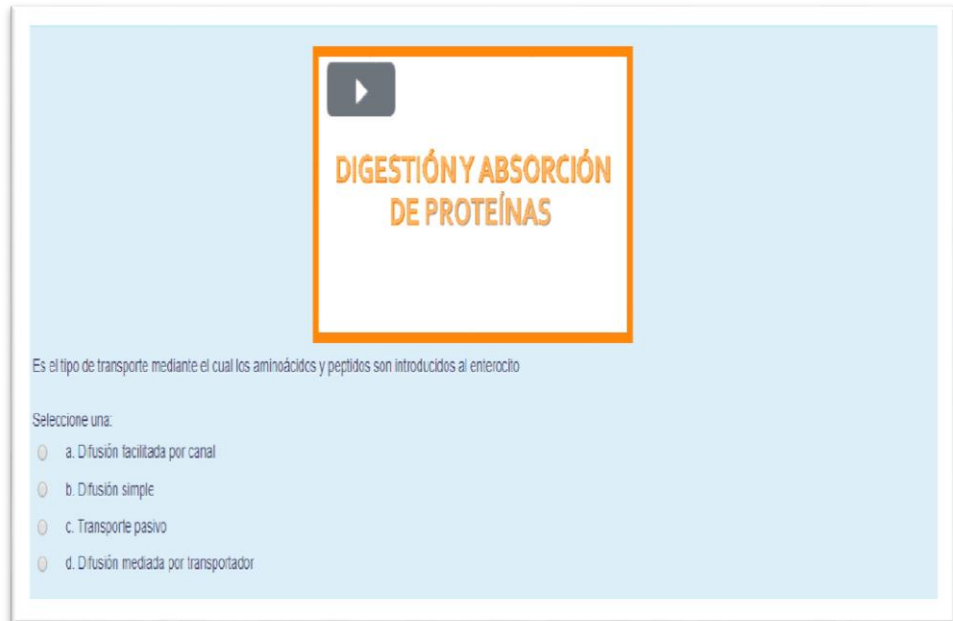 DIGESTIÓN Y ABSORCIÓN
DE PROTEÍNAS
Es el tipo de transporte mediante el cual los aminoácidos y peptidos son introducidos al enterocito
Seleccione una:
a. Difusión facilitada por canal
b. Difusión simple
c. Transporte pasivo
d. Difusión mediada por transportador